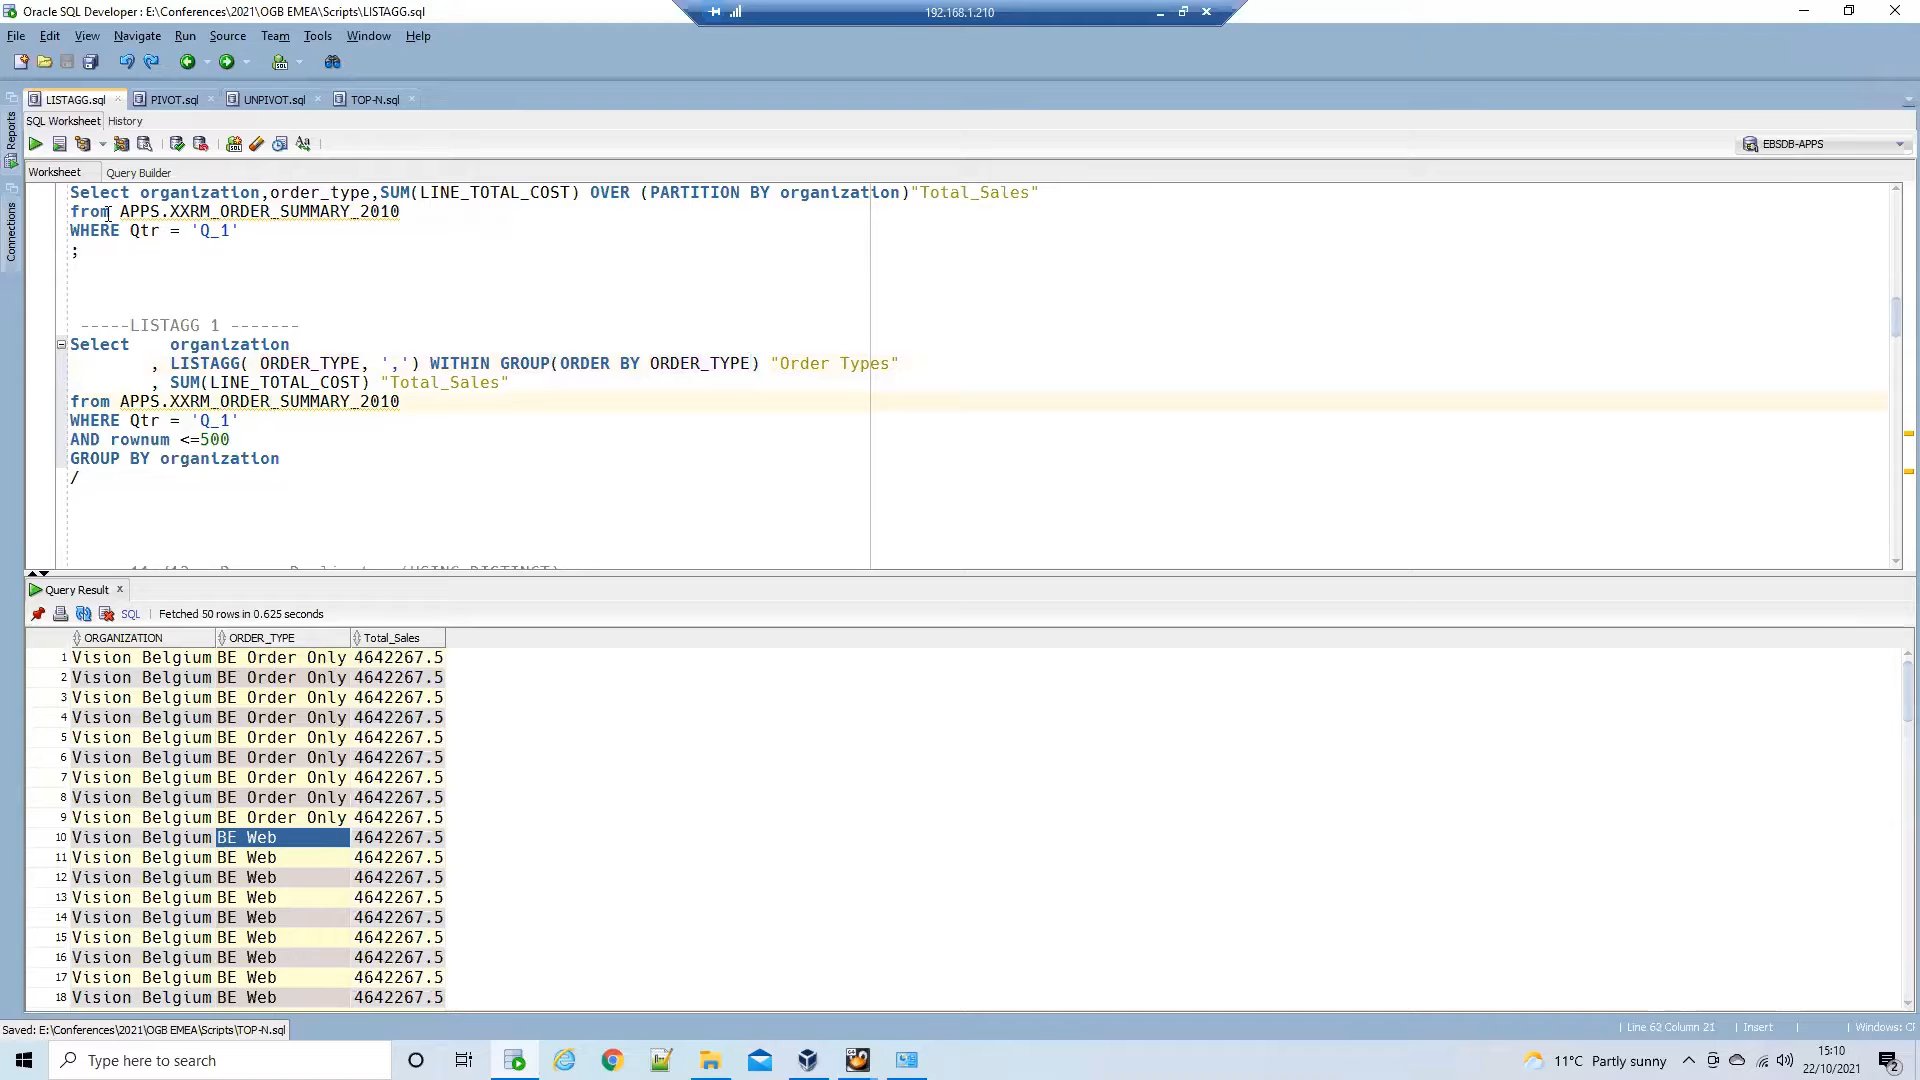 Oracle SQL Developer : E:\Conferences\2021\OGB EMEA\Scripts\LISTAGG.sql
192.168.1.210
File Edit View Navigate Run Source Team Tools Window Help
LISTAGG.sql PIVOT.sql UNPIVOT.sql TOP-N.sql
Reports
Connections
SQL Worksheet History
EBSDB-APPS
Worksheet Query Builder
Select organization,order_type,SUM(LINE_TOTAL_COST) OVER (PARTITION BY organization)"Total_Sales"
from APPS.XXRM_ORDER_SUMMARY_2010
WHERE Qtr = 'Q_1'
;
-----LISTAGG 1 -------
Select organization
, LISTAGG( ORDER_TYPE, ',') WITHIN GROUP(ORDER BY ORDER_TYPE) "Order Types"
, SUM(LINE_TOTAL_COST) "Total_Sales"
from APPS.XXRM_ORDER_SUMMARY_2010
WHERE Qtr = 'Q_1'
AND rownum <=500
GROUP BY organization
/
Query Result
SQL | Fetched 50 rows in 0.625 seconds
ORGANIZATION ORDER_TYPE Total_Sales
1 Vision Belgium BE Order Only 4642267.5
2 Vision Belgium BE Order Only 4642267.5
3 Vision Belgium BE Order Only 4642267.5
4 Vision Belgium BE Order Only 4642267.5
5 Vision Belgium BE Order Only 4642267.5
6 Vision Belgium BE Order Only 4642267.5
7 Vision Belgium BE Order Only 4642267.5
8 Vision Belgium BE Order Only 4642267.5
9 Vision Belgium BE Order Only 4642267.5
10 Vision Belgium BE Web 4642267.5
11 Vision Belgium BE Web 4642267.5
12 Vision Belgium BE Web 4642267.5
13 Vision Belgium BE Web 4642267.5
14 Vision Belgium BE Web 4642267.5
15 Vision Belgium BE Web 4642267.5
16 Vision Belgium BE Web 4642267.5
17 Vision Belgium BE Web 4642267.5
18 Vision Belgium BE Web 4642267.5
Saved: E:\Conferences\2021\OGB EMEA\Scripts\TOP-N.sql
Line 62 Column 21 Insert Windows:
Type here to search
11°C Partly sunny
15:10
22/10/2021
2